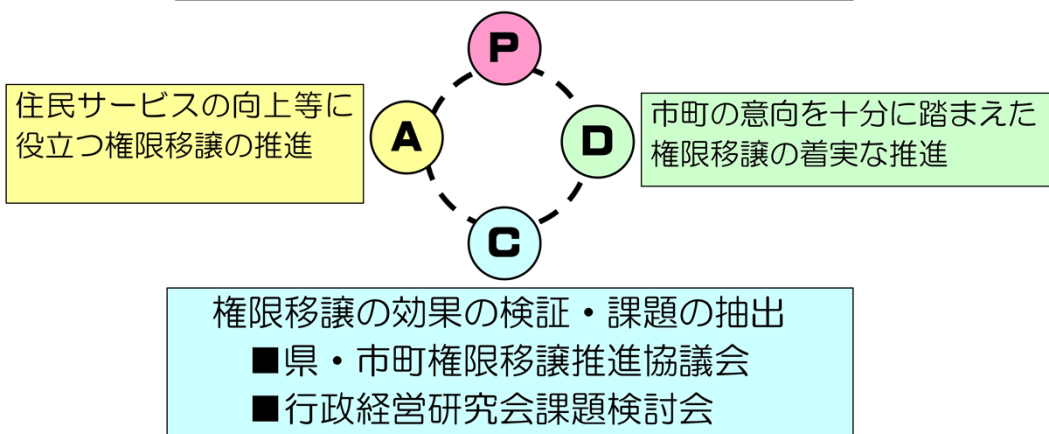 P
住民サービスの向上等に
役立つ権限移譲の推進
A
D
市町の意向を十分に踏まえた
権限移譲の着実な推進
C
権限移譲の効果の検証・課題の抽出
■県・市町権限移譲推進協議会
■行政経営研究会課題検討会